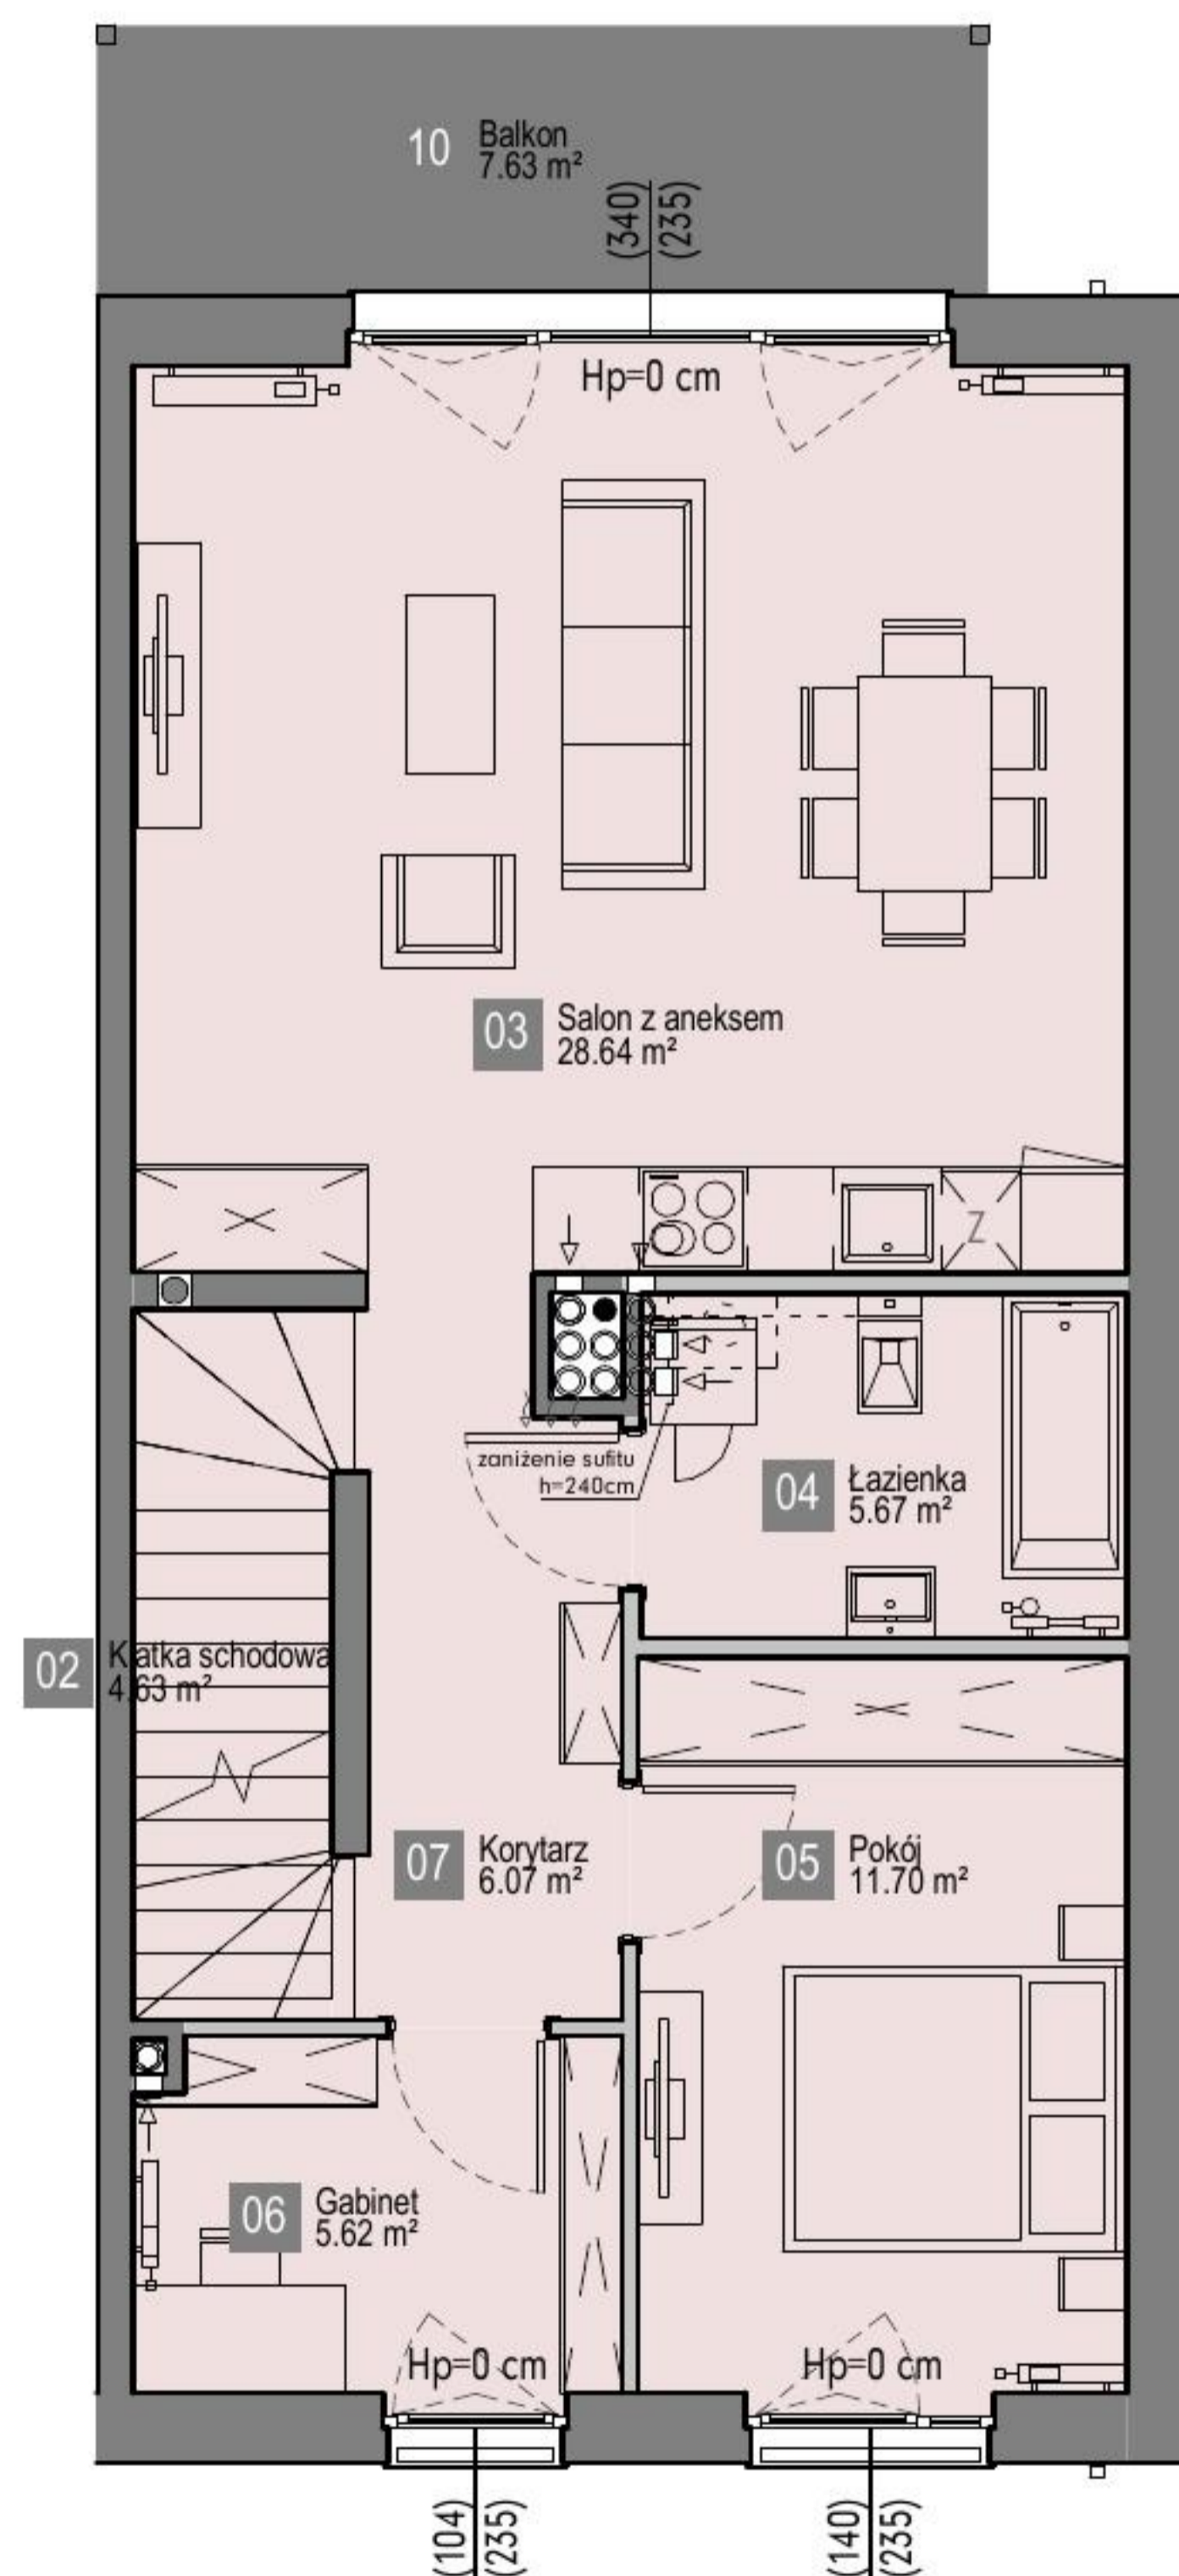 10 Balkon
7.63 m²
(340)
(235)
Hp=0 cm
03 Salon z aneksem
28.64 m²
Z
zaniżenie sufitu
h=240cm
04 Łazienka
5.67 m²
02 Klatka schodowa
4.63 m²
07 Korytarz
6.07 m²
05 Pokój
11.70 m²
06 Gabinet
5.62 m²
Hp=0 cm
Hp=0 cm
(104)
(235)
(140)
(235)